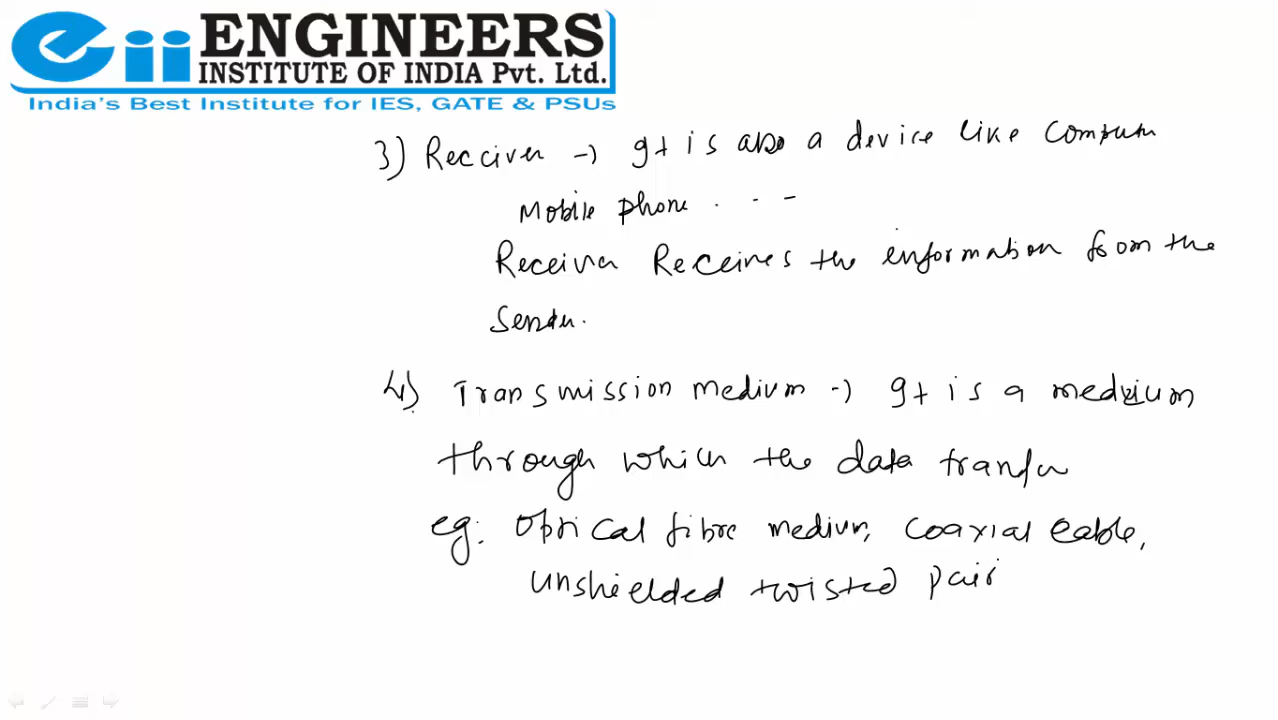 eii ENGINEERS
INSTITUTE OF INDIA Pvt. Ltd.
India's Best Institute for IES, GATE & PSUs
3) Receiver → It is also a device like Computer
Mobile phone . . . –
Receiver Receives the information from the
Sender.
4) Transmission medium → It is a medium
through which the data transfer
eg: Optical fibre medium, coaxial cable,
unshielded twisted pair